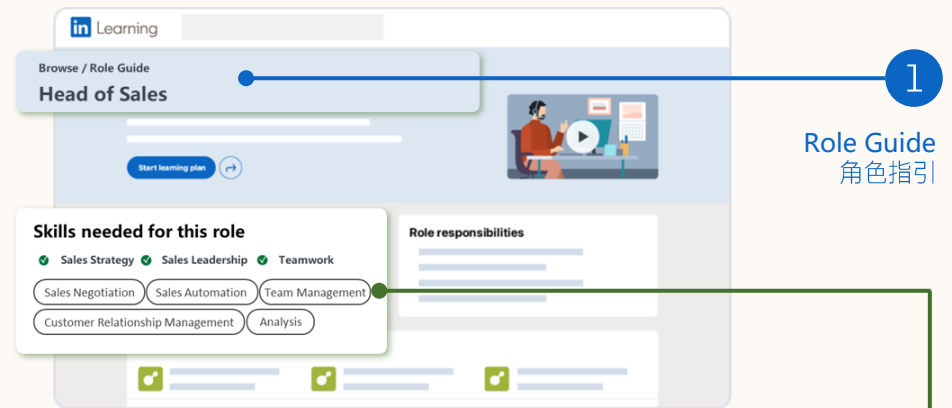 in Learning
Browse / Role Guide
Head of Sales
1
Role Guide
角色指引
Start learning plan
Skills needed for this role
Sales Strategy Sales Leadership Teamwork
Sales Negotiation Sales Automation Team Management
Customer Relationship Management Analysis
Role responsibilities